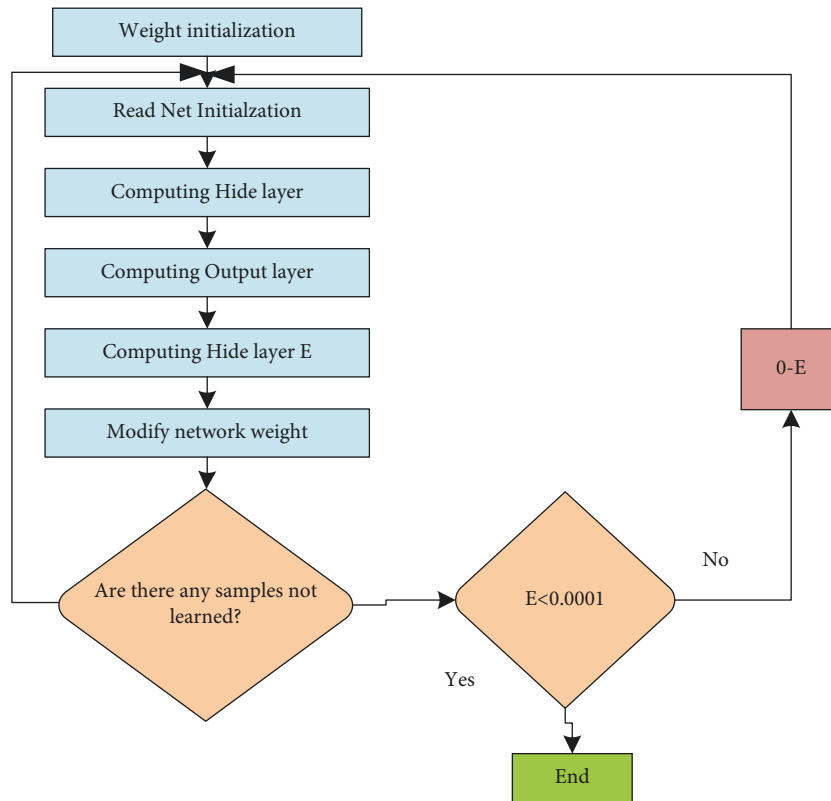 Weight initialization
Read Net Initialzation
Computing Hide layer
Computing Output layer
Computing Hide layer E
Modify network weight
Are there any samples not
learned?
E<0.0001
Yes
No
0-E
End